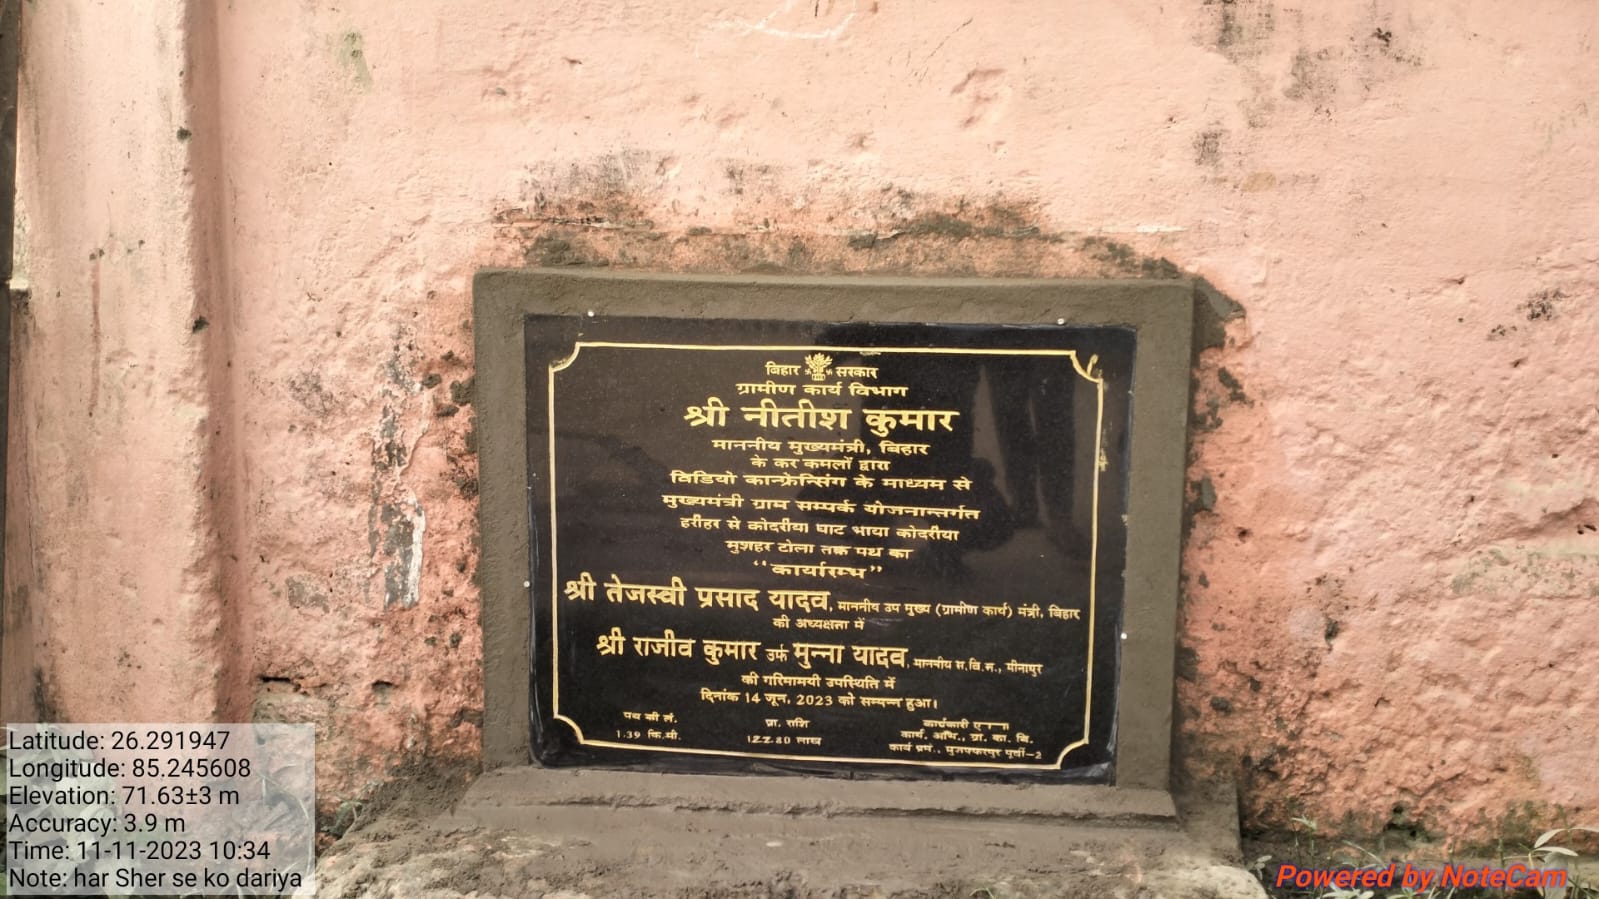 बिहार सरकार
ग्रामीण कार्य विभाग
श्री नीतीश कुमार
माननीय मुख्यमंत्री, बिहार
के कर कमलों द्वारा
विडियो कान्फ्रेन्सिंग के माध्यम से
मुख्यमंत्री ग्राम सम्पर्क योजनान्तर्गत
हरीहर से कोदरीया घाट भाया कोदरीया
मुशहर टोला तक पथ का
“कार्यारम्भ”
श्री तेजस्वी प्रसाद यादव, माननीय उप मुख्य (ग्रामीण कार्य) मंत्री, बिहार
की अध्यक्षता में
श्री राजीव कुमार उर्फ मुन्ना यादव, माननीय स.वि.स., मीनापुर
की गरिमामयी उपस्थिति में
दिनांक 14 जून, 2023 को सम्पन्न हुआ।
पथ की लं. प्रा. राशि कार्यकारी
1.39 कि.मी. लाख कार्य. अभि., ग्रा. का. वि.
कार्य प्रमं., मुजफ्फरपुर पूर्वी-2
Latitude: 26.291947
Longitude: 85.245608
Elevation: 71.63±3 m
Accuracy: 3.9 m
Time: 11-11-2023 10:34
Note: har Sher se ko dariya
Powered by NoteCam